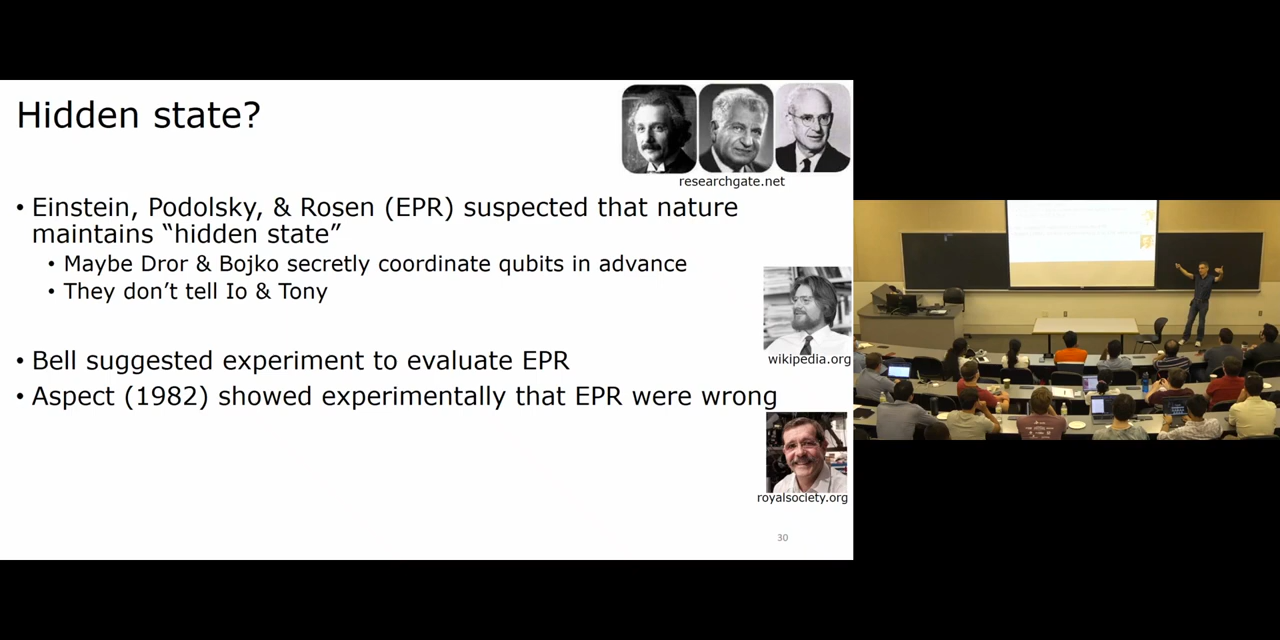 Hidden state?
researchgate.net
• Einstein, Podolsky, & Rosen (EPR) suspected that nature
maintains “hidden state”
• Maybe Dror & Bojko secretly coordinate qubits in advance
• They don’t tell Io & Tony
wikipedia.org
• Bell suggested experiment to evaluate EPR
• Aspect (1982) showed experimentally that EPR were wrong
royalsociety.org
30